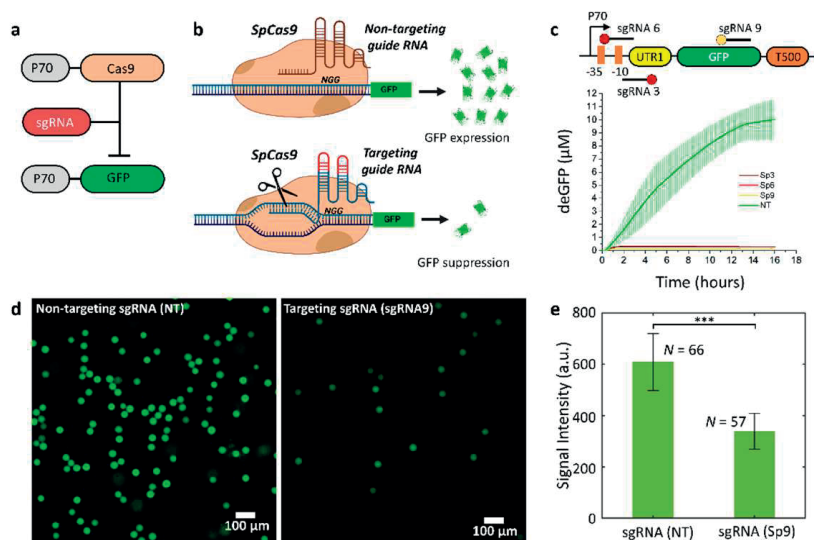 a
P70
Cas9
sgRNA
P70
GFP
b
SpCas9
Non-targeting
guide RNA
NGG
GFP
GFP expression
SpCas9
Targeting
guide RNA
NGG
GFP
GFP suppression
c
P70
sgRNA 6
sgRNA 9
UTR1
GFP
T500
-35
-10
sgRNA 3
deGFP (µM)
12
11
10
9
8
7
6
5
4
3
2
1
0
Sp3
Sp6
Sp9
NT
0 2 4 6 8 10 12 14 16 18
Time (hours)
d
Non-targeting sgRNA (NT)
100 µm
Targeting sgRNA (sgRNA9)
100 µm
e
Signal Intensity (a.u.)
800
600
400
200
0
***
N = 66
N = 57
sgRNA (NT)
sgRNA (Sp9)